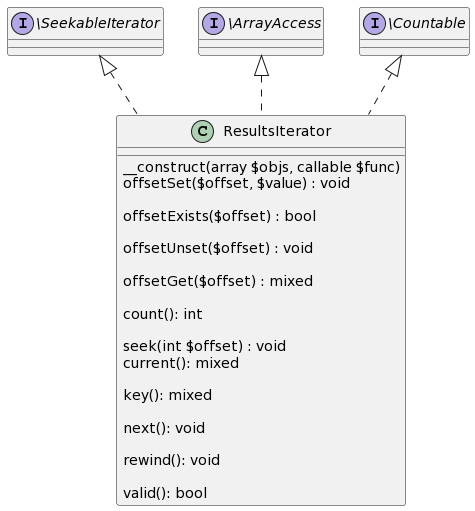 I \SeekableIterator
I \ArrayAccess
I \Countable
C ResultsIterator
__construct(array $objs, callable $func)
offsetSet($offset, $value) : void
offsetExists($offset) : bool
offsetUnset($offset) : void
offsetGet($offset) : mixed
count(): int
seek(int $offset) : void
current(): mixed
key(): mixed
next(): void
rewind(): void
valid(): bool